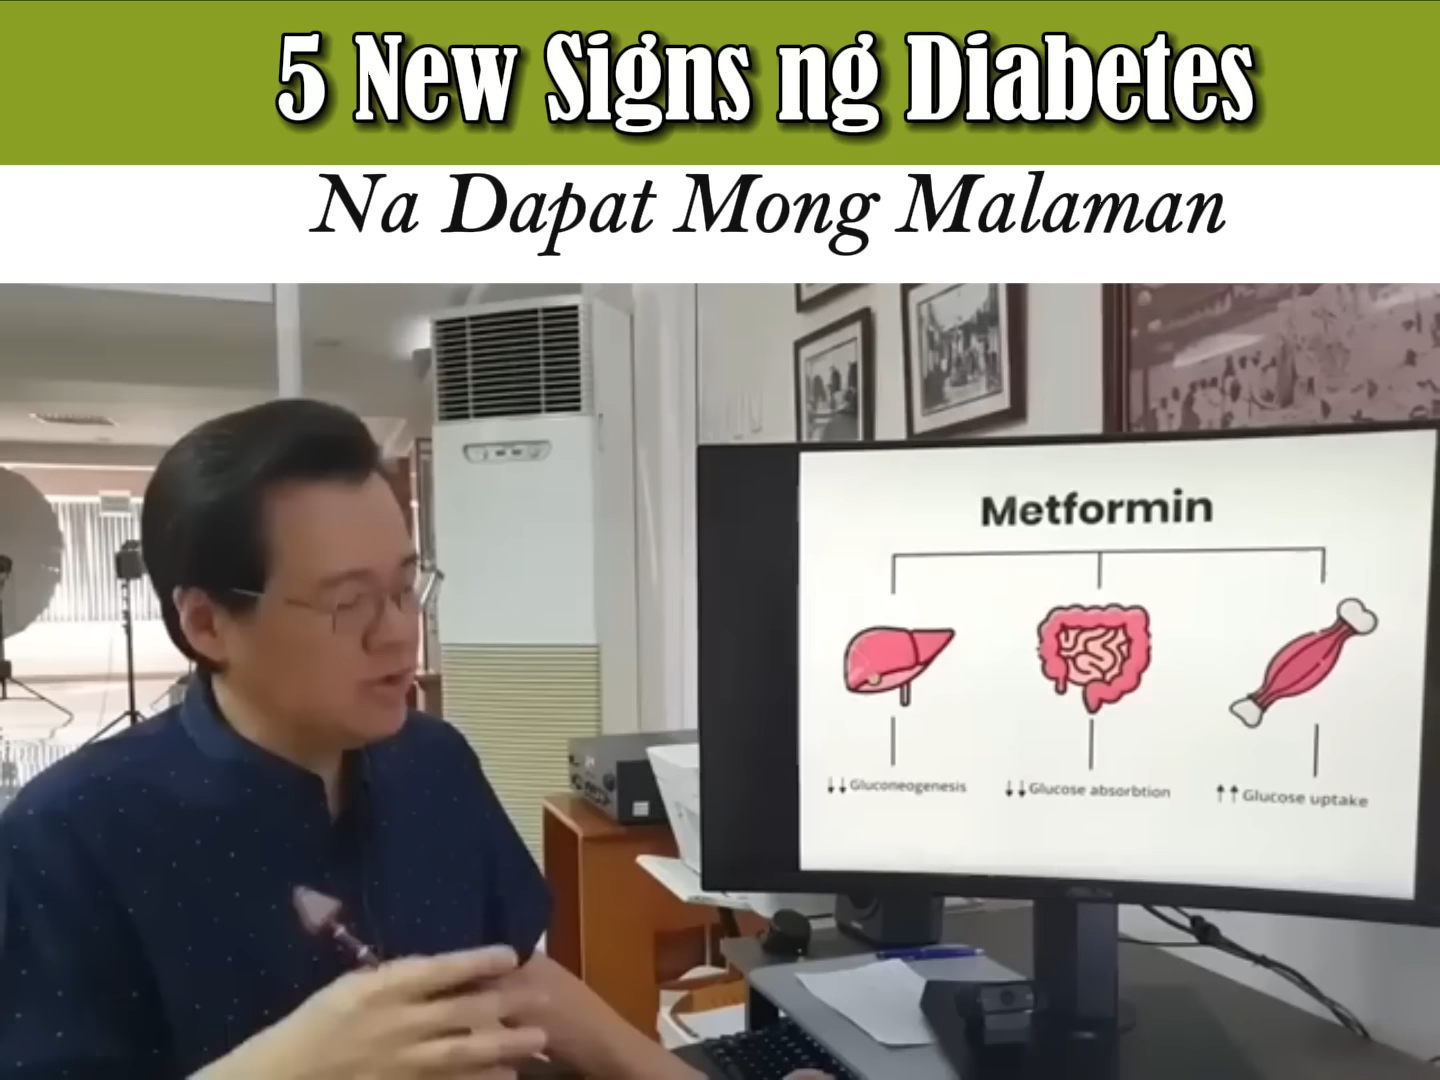 5 New Signs ng Diabetes
Na Dapat Mong Malaman
Metformin
↓↓ Gluconeogenesis
↓↓ Glucose absorbtion
↑↑ Glucose uptake